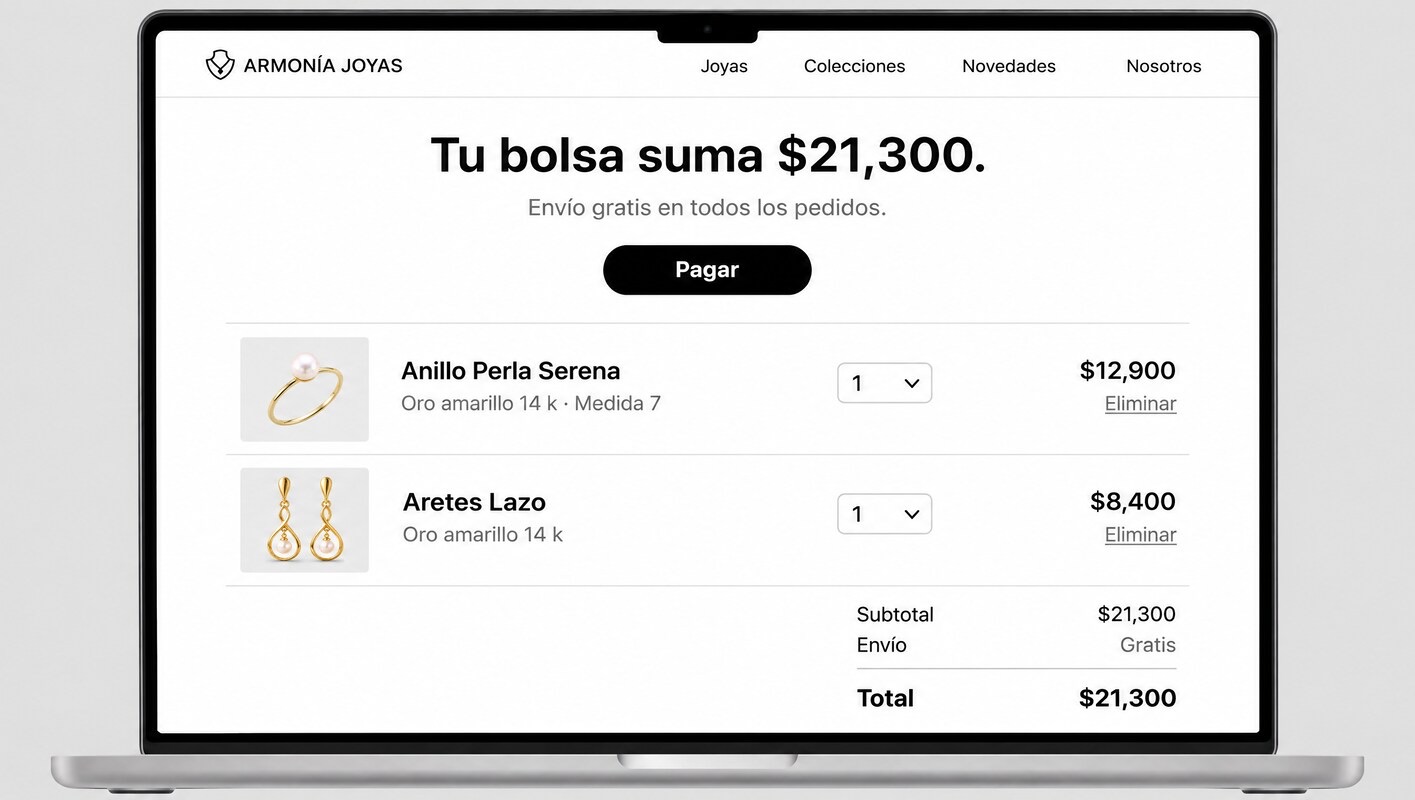 ARMONÍA JOYAS
Joyas Colecciones Novedades Nosotros
Tu bolsa suma $21,300.
Envío gratis en todos los pedidos.
Pagar
Anillo Perla Serena
Oro amarillo 14 k · Medida 7
1
$12,900
Eliminar
Aretes Lazo
Oro amarillo 14 k
1
$8,400
Eliminar
Subtotal $21,300
Envío Gratis
Total $21,300